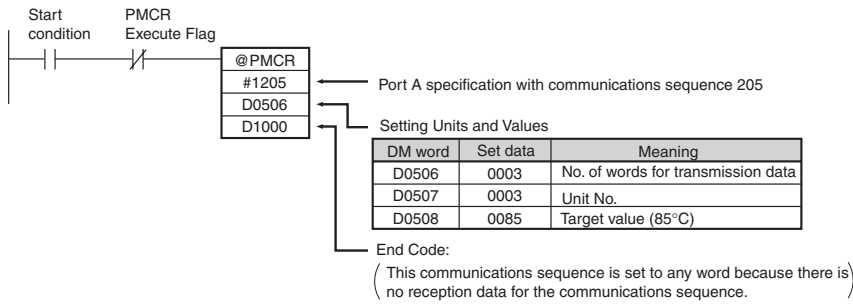 Start condition
PMCR Execute Flag
@PMCR
#1205
D0506
D1000
Port A specification with communications sequence 205
Setting Units and Values
DM word Set data Meaning
D0506 0003 No. of words for transmission data
D0507 0003 Unit No.
D0508 0085 Target value (85°C)
End Code:
( This communications sequence is set to any word because there is
no reception data for the communications sequence. )